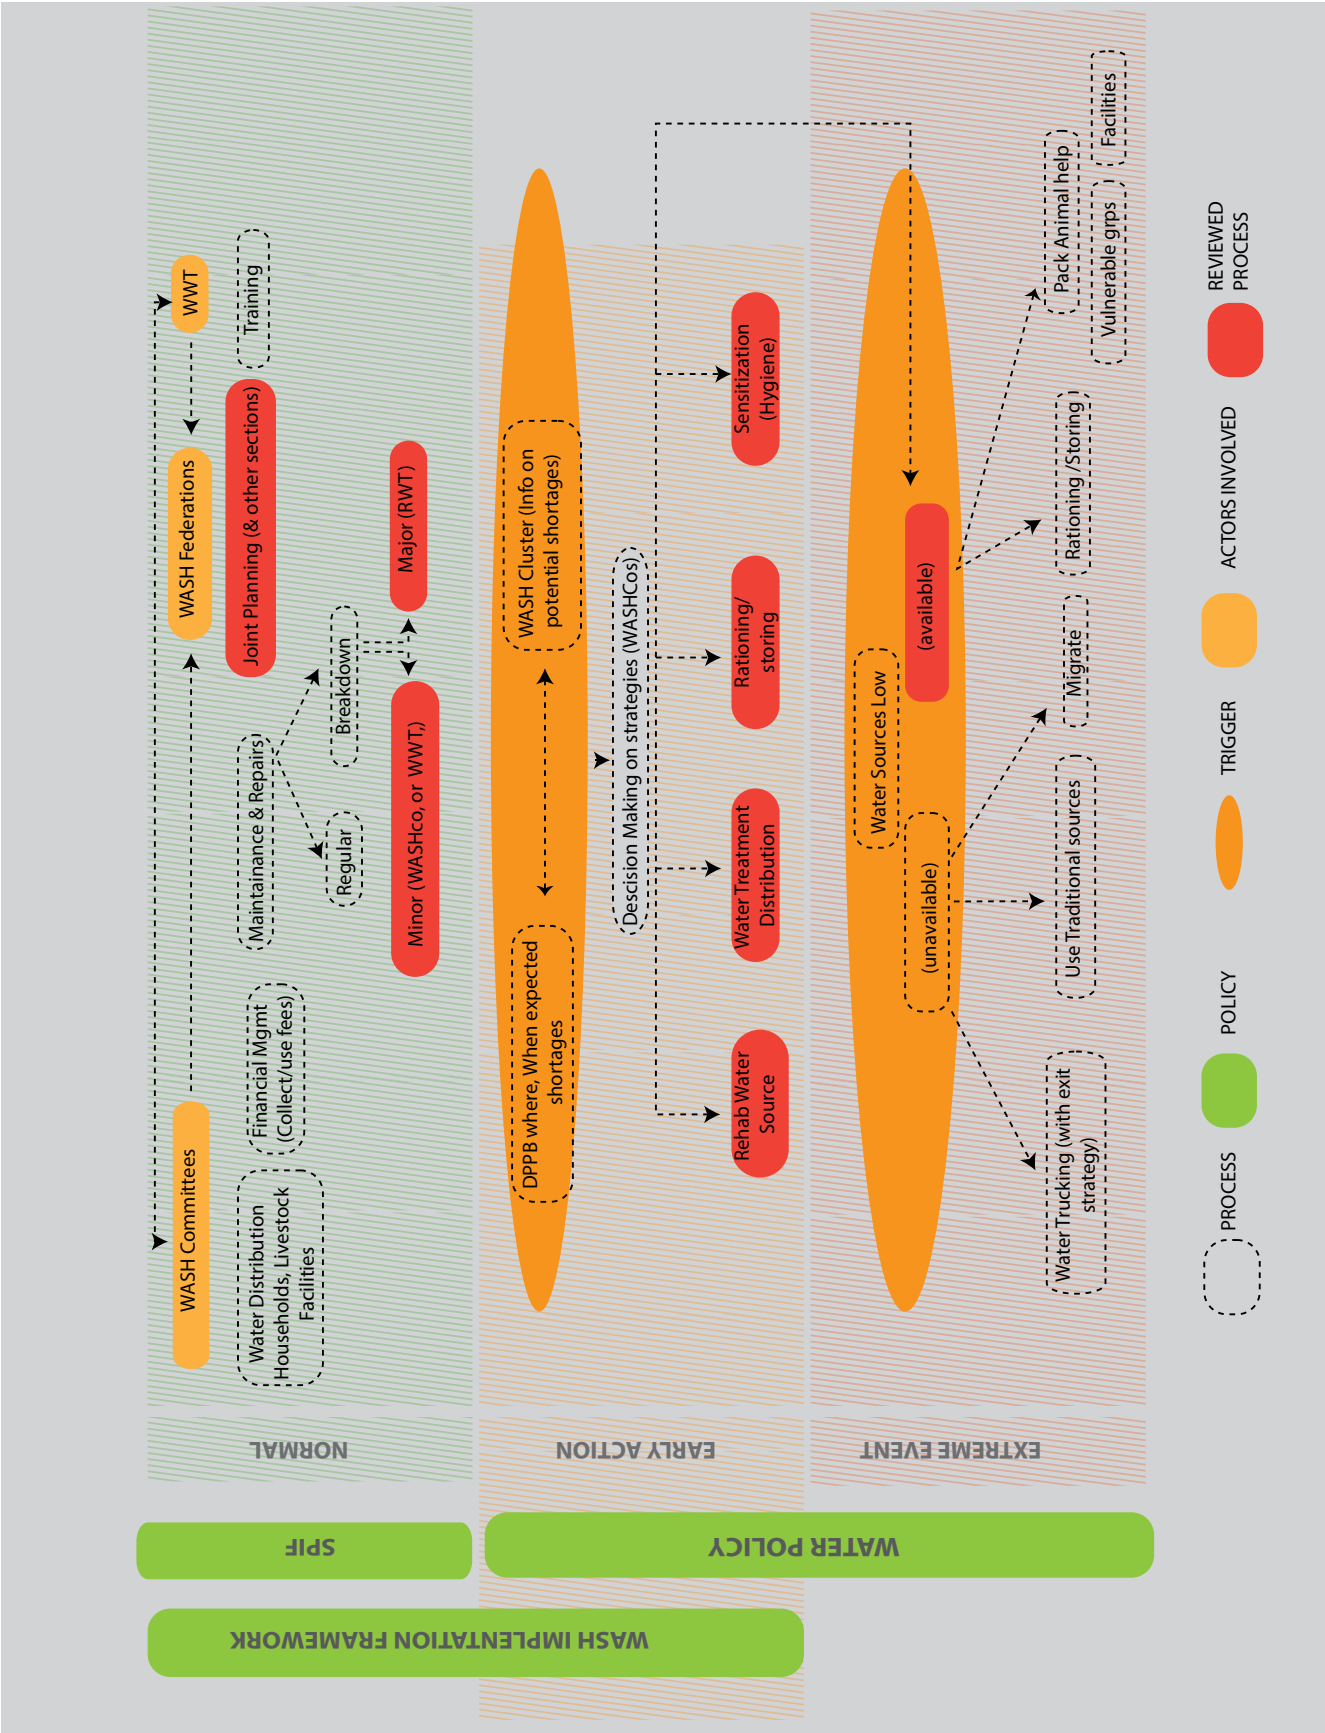 WASH IMPLENTATION FRAMEWORK
SPIF
WATER POLICY
NORMAL
EARLY ACTION
EXTREME EVENT
WASH Committees
WASH Federations
WWT
Water Distribution
Households, Livestock
Facilities
Financial Mgmt
(Collect/use fees)
Maintainance & Repairs
Joint Planning (& other sections)
Training
Regular
Breakdown
Minor (WASHco, or WWT,)
Major (RWT)
DPPB where, When expected
shortages
WASH Cluster (Info on
potential shortages)
Descision Making on strategies (WASHCos)
Rehab Water
Source
Water Treatment
Distribution
Rationing/
storing
Sensitization
(Hygiene)
Water Sources Low
(unavailable)
(available)
Water Trucking (with exit
strategy)
Use Traditional sources
Migrate
Rationing /Storing
Pack Animal help
Vulnerable grps
Facilities
PROCESS
POLICY
TRIGGER
ACTORS INVOLVED
REVIEWED
PROCESS